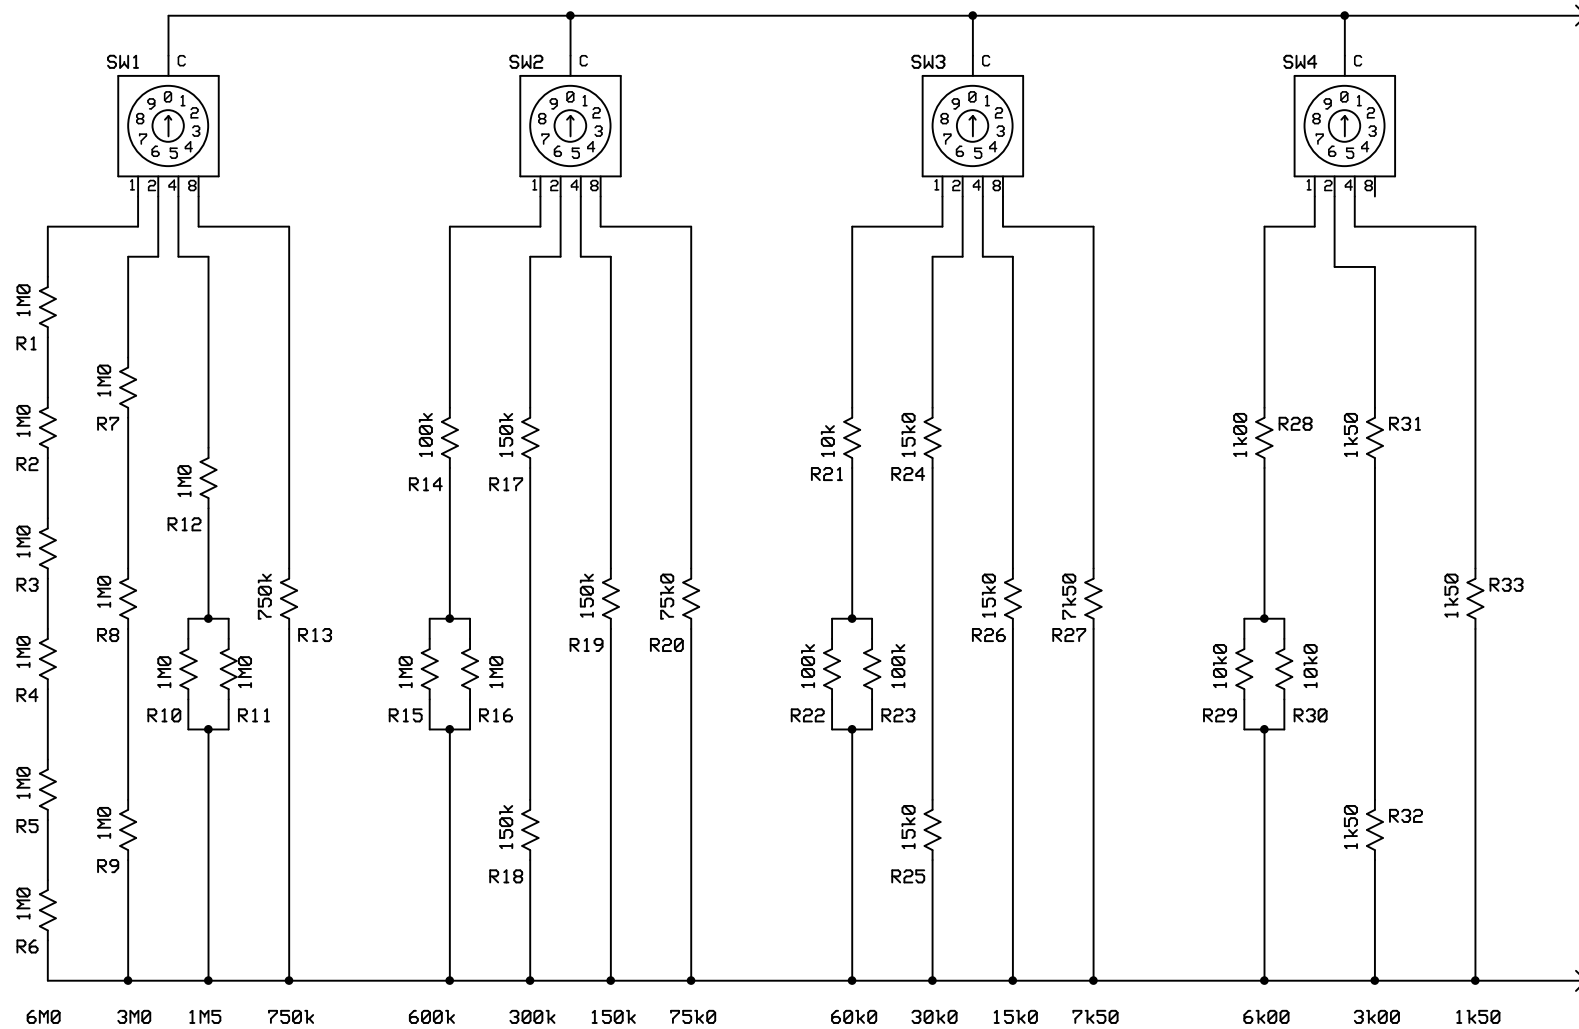 SW1 C SW2 C SW3 C SW4 C
0 1 2 3 4 5 6 7 8 9
0 1 2 3 4 5 6 7 8 9
0 1 2 3 4 5 6 7 8 9
0 1 2 3 4 5 6 7 8 9
1 2 4 8
1 2 4 8
1 2 4 8
1 2 4 8
1M0
R1
1M0
R2
1M0
R3
1M0
R4
1M0
R5
1M0
R6
1M0
R7
1M0
R8
1M0
R9
1M0
R12
1M0
R10
1M0
R11
750k
R13
100k
R14
1M0
R15
1M0
R16
150k
R17
150k
R18
150k
R19
75k0
R20
10k
R21
100k
R22
100k
R23
15k0
R24
15k0
R25
15k0
R26
7k50
R27
1k00
R28
10k0
R29
10k0
R30
1k50
R31
1k50
R32
1k50
R33
6M0 3M0 1M5 750k 600k 300k 150k 75k0 60k0 30k0 15k0 7k50 6k00 3k00 1k50